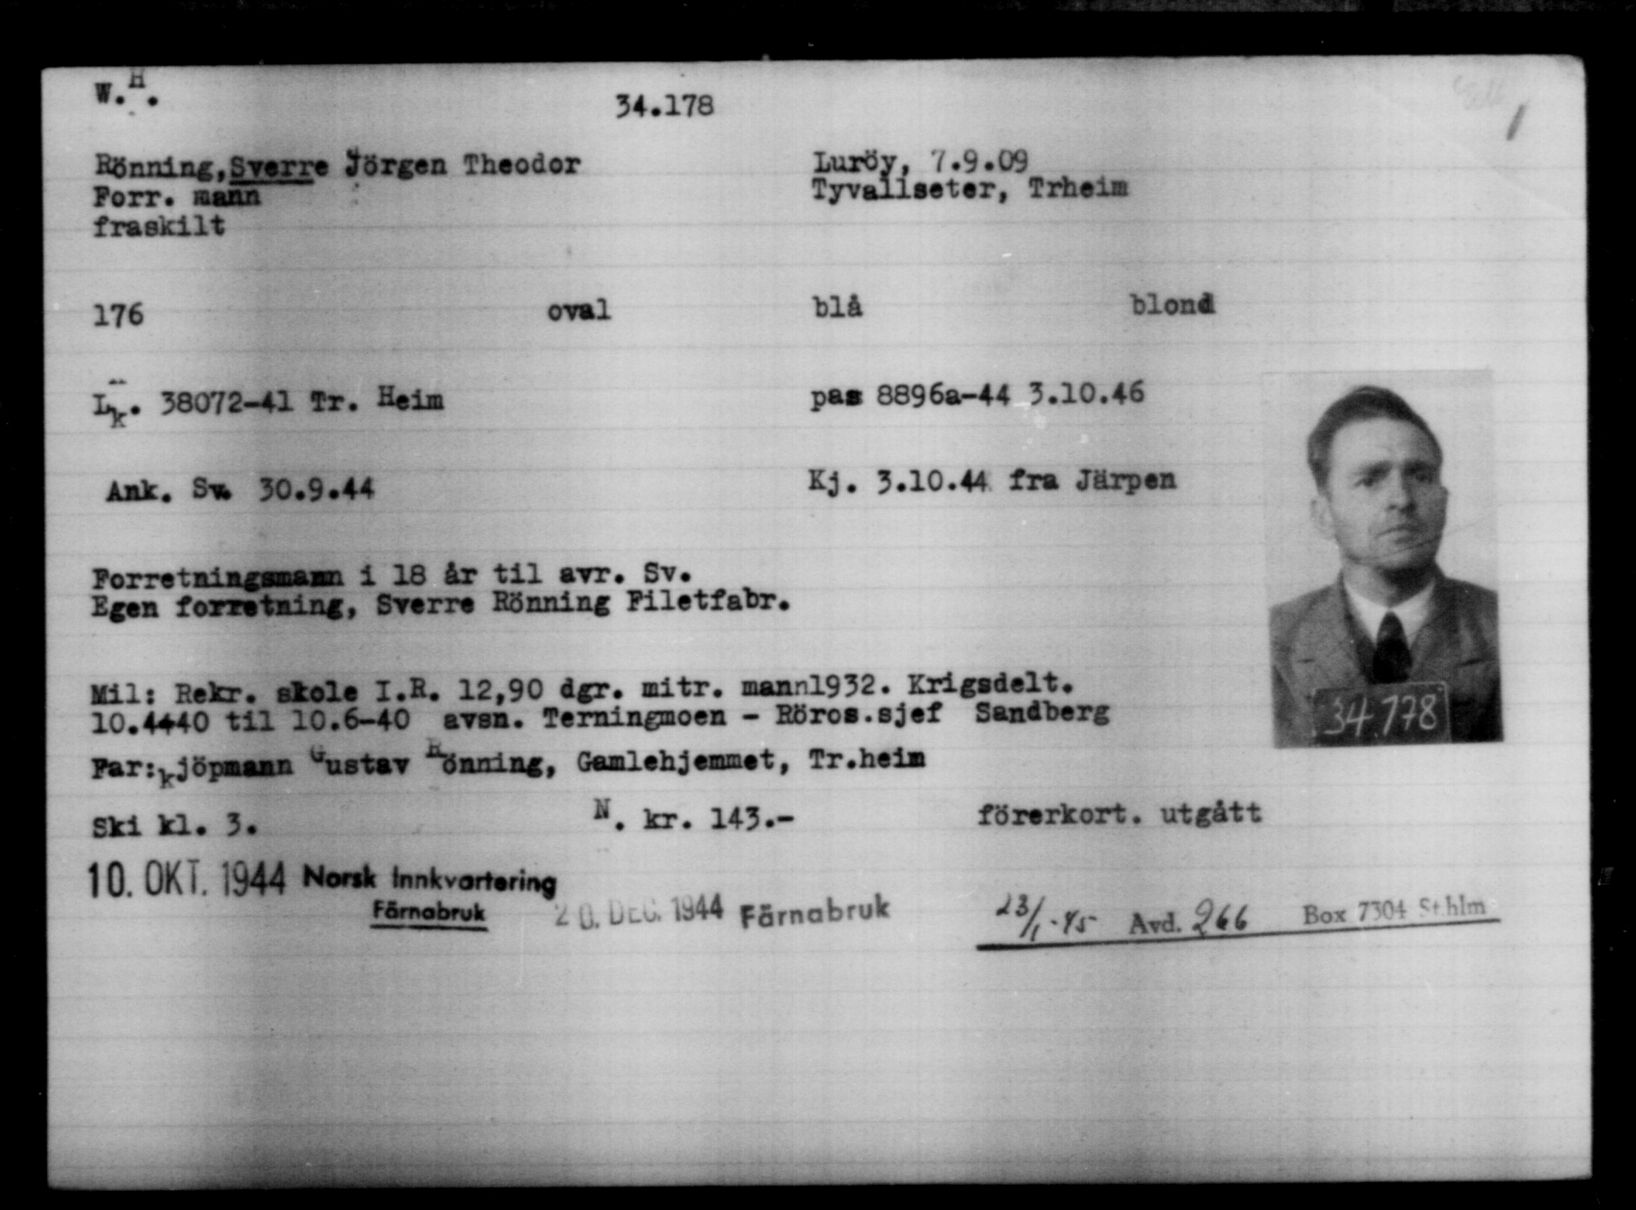 W.H.
34.178
Rönning, Sverre Jörgen Theodor Luröy, 7.9.09
Forr. mann Tyvallseter, Trheim
fraskilt
176 oval blå blond
Lk. 38072-41 Tr. Heim pas 8896a-44 3.10.46
Ank. Sv. 30.9.44 Kj. 3.10.44 fra Järpen
Forretningsmann i 18 år til avr. Sv.
Egen forretning, Sverre Rönning Filetfabr.
Mil: Rekr. skole I.R. 12,90 dgr. mitr. mann1932. Krigsdelt.
10.4440 til 10.6-40 avsn. Terningmoen - Röros.sjef Sandberg
Far:kjöpmann Gustav Rönning, Gamlehjemmet, Tr.heim
Ski kl. 3. N. kr. 143.- förerkort. utgått
10. OKT. 1944 Norsk Innkvartering
Färnabruk 20. DEC. 1944 Färnabruk 23/1-45 Avd. 266 Box 7304 Sthlm
34.178